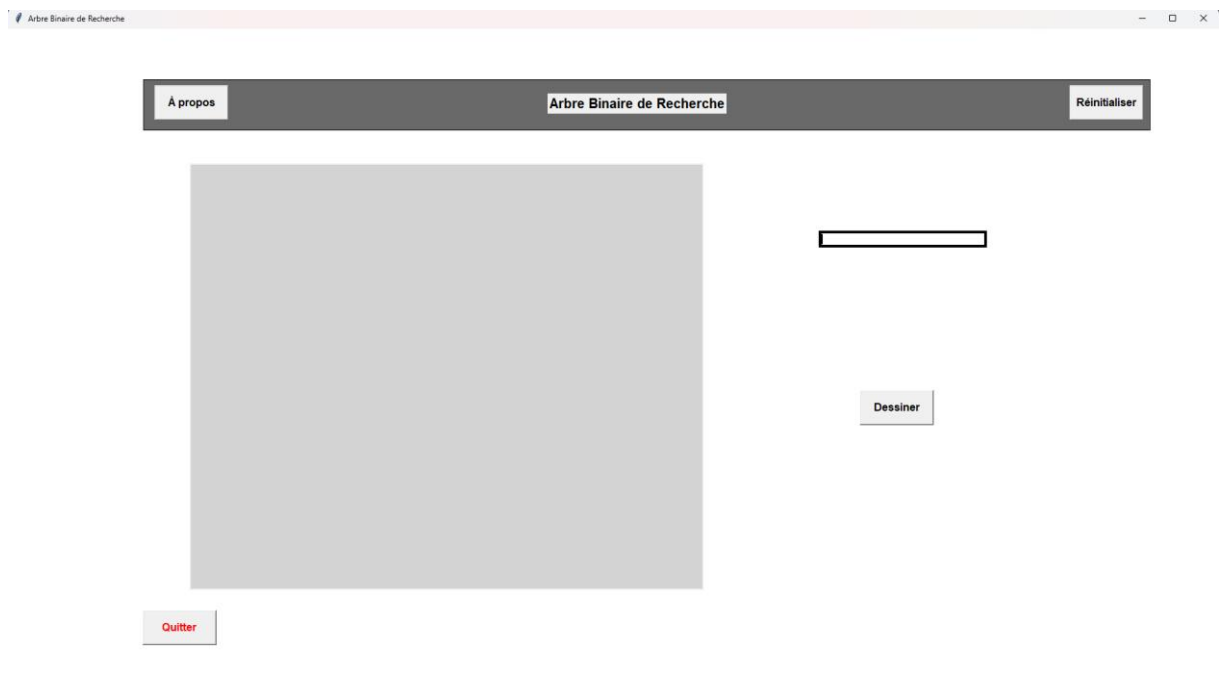 Arbre Binaire de Recherche
À propos
Arbre Binaire de Recherche
Réinitialiser
Dessiner
Quitter